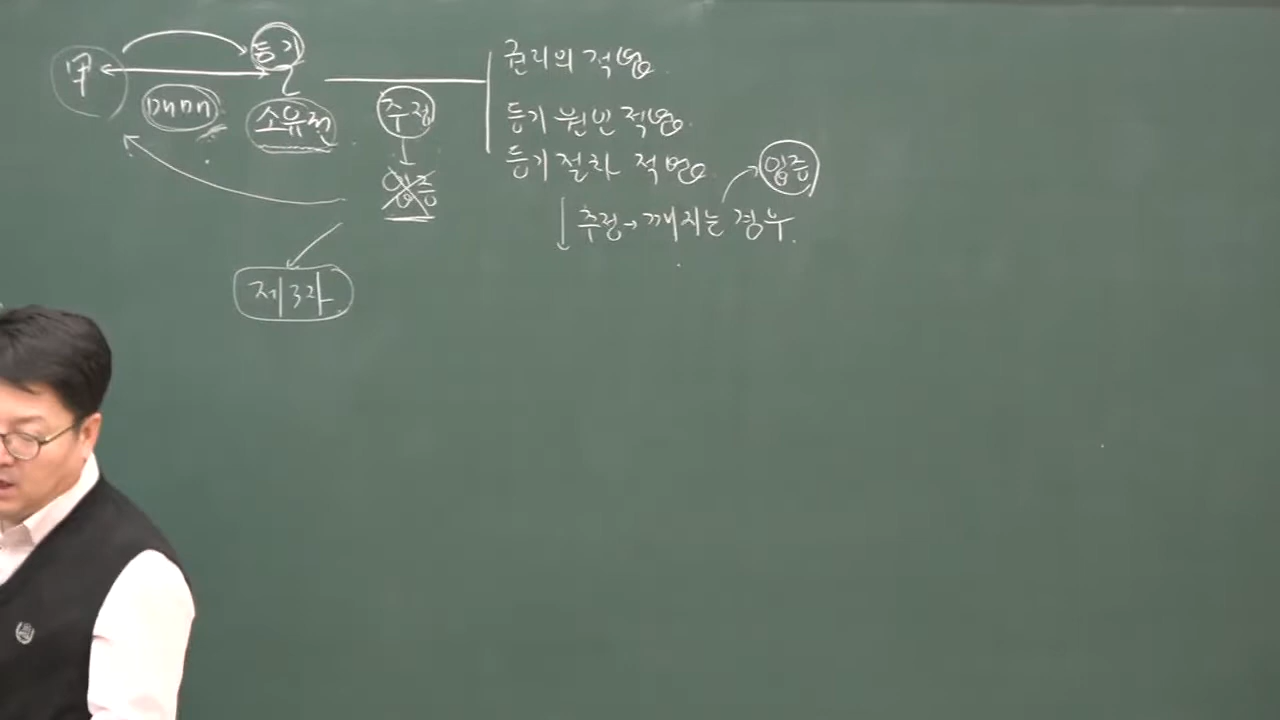 등기
甲
매매
소유권
추정
입증
제3자
권리의 적법
등기원인 적법
등기절차 적법
입증
추정→깨지는 경우.